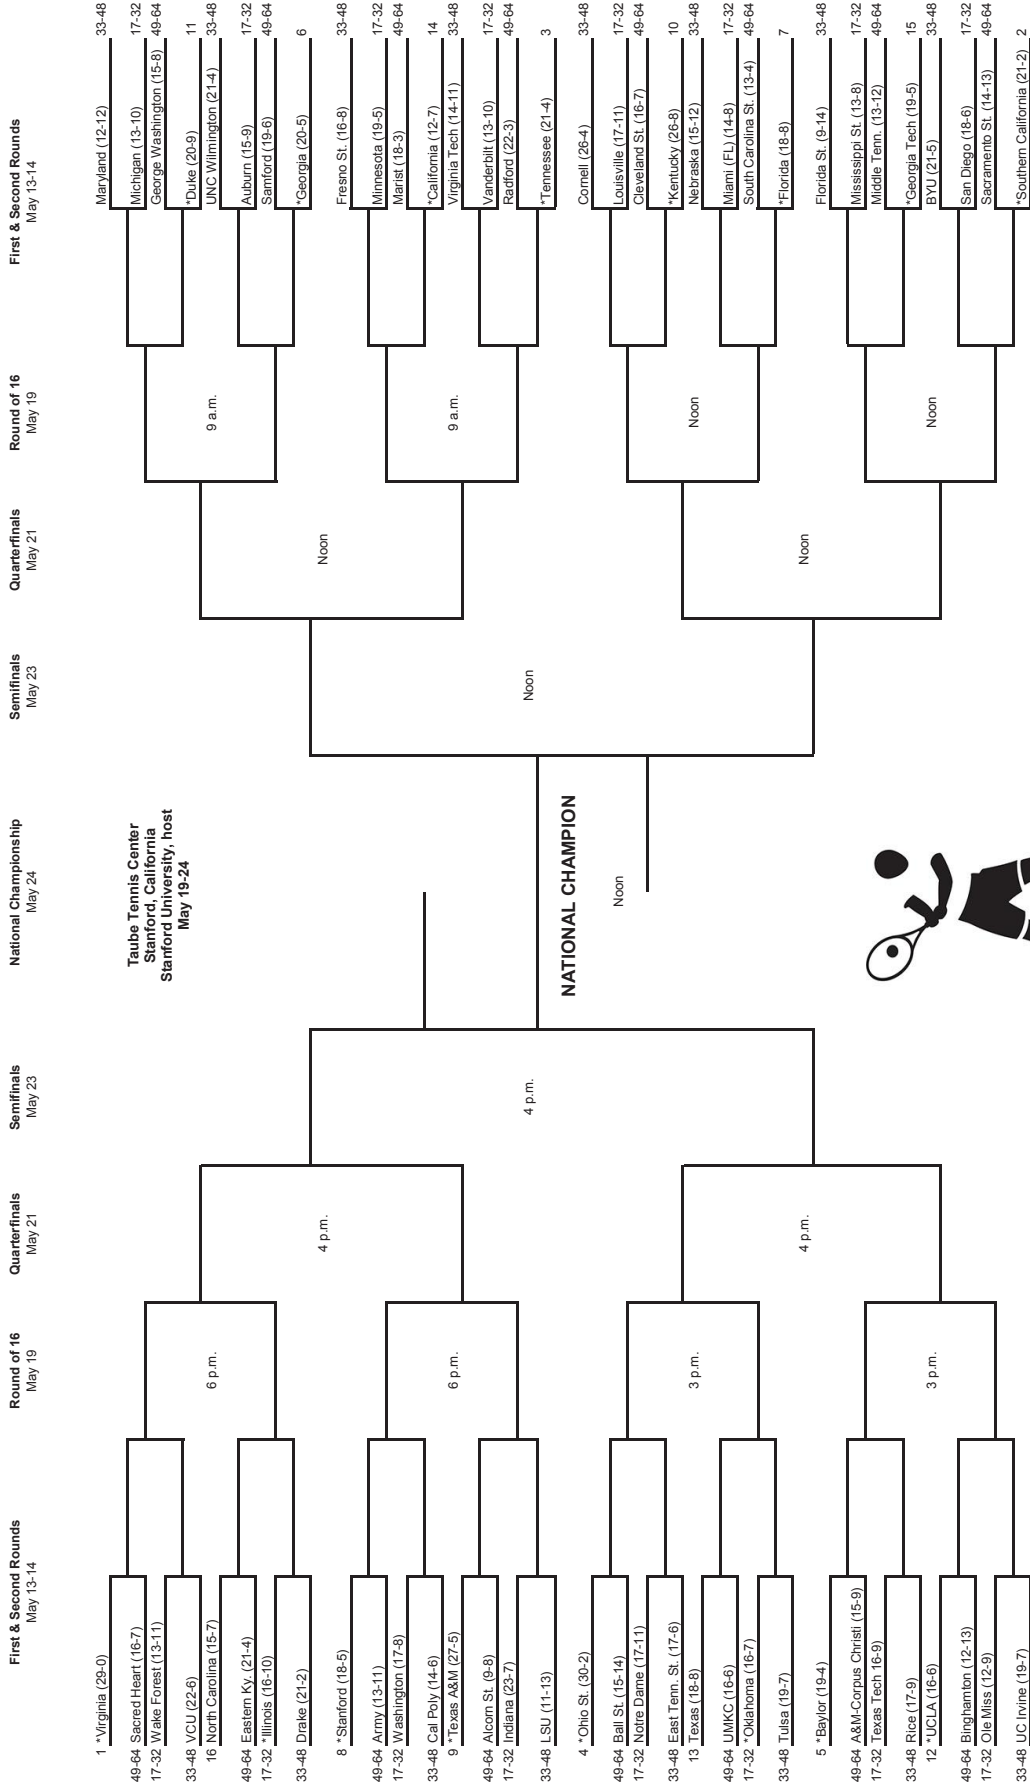 First & Second Rounds
May 13-14
Round of 16
May 19
Quarterfinals
May 21
Semifinals
May 23
National Championship
May 24
Semifinals
May 23
Quarterfinals
May 21
Round of 16
May 19
First & Second Rounds
May 13-14
1 *Virginia (29-0)
49-64 Sacred Heart (16-7)
17-32 Wake Forest (13-11)
33-48 VCU (22-6)
16 North Carolina (15-7)
49-64 Eastern Ky. (21-4)
17-32 *Illinois (16-10)
33-48 Drake (21-2)
8 *Stanford (18-5)
49-64 Army (13-11)
17-32 Washington (17-8)
33-48 Cal Poly (14-6)
9 *Texas A&M (27-5)
49-64 Alcorn St. (9-8)
17-32 Indiana (23-7)
33-48 LSU (11-13)
4 *Ohio St. (30-2)
49-64 Ball St. (15-14)
17-32 Notre Dame (17-11)
33-48 East Tenn. St. (17-6)
13 Texas (18-8)
49-64 UMKC (16-6)
17-32 *Oklahoma (16-7)
33-48 Tulsa (19-7)
5 *Baylor (19-4)
49-64 A&M-Corpus Christi (15-9)
17-32 Texas Tech 16-9)
33-48 Rice (17-9)
12 *UCLA (16-6)
49-64 Binghamton (12-13)
17-32 Ole Miss (12-9)
33-48 UC Irvine (19-7)
6 p.m.
6 p.m.
3 p.m.
3 p.m.
4 p.m.
4 p.m.
4 p.m.
Taube Tennis Center
Stanford, California
Stanford University, host
May 19-24
NATIONAL CHAMPION
Noon
Noon
Noon
Noon
9 a.m.
9 a.m.
Noon
Noon
Maryland (12-12) 33-48
Michigan (13-10) 17-32
George Washington (15-8) 49-64
*Duke (20-9) 11
UNC Wilmington (21-4) 33-48
Auburn (15-9) 17-32
Samford (19-6) 49-64
*Georgia (20-5) 6
Fresno St. (16-8) 33-48
Minnesota (19-5) 17-32
Marist (18-3) 49-64
*California (12-7) 14
Virginia Tech (14-11) 33-48
Vanderbilt (13-10) 17-32
Radford (22-3) 49-64
*Tennessee (21-4) 3
Cornell (26-4) 33-48
Louisville (17-11) 17-32
Cleveland St. (16-7) 49-64
*Kentucky (26-8) 10
Nebraska (15-12) 33-48
Miami (FL) (14-8) 17-32
South Carolina St. (13-4) 49-64
*Florida (18-8) 7
Florida St. (9-14) 33-48
Mississippi St. (13-8) 17-32
Middle Tenn. (13-12) 49-64
*Georgia Tech (19-5) 15
BYU (21-5) 33-48
San Diego (18-6) 17-32
Sacramento St. (14-13) 49-64
*Southern California (21-2) 2